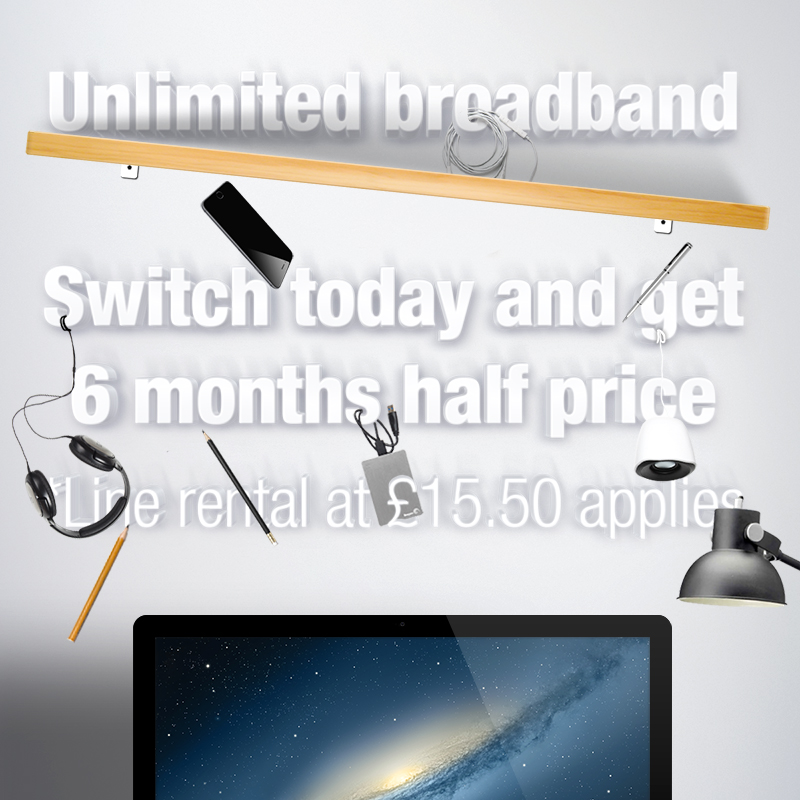 Unlimited broadband
Switch today and get
6 months half price
*Line rental at £15.50 applies